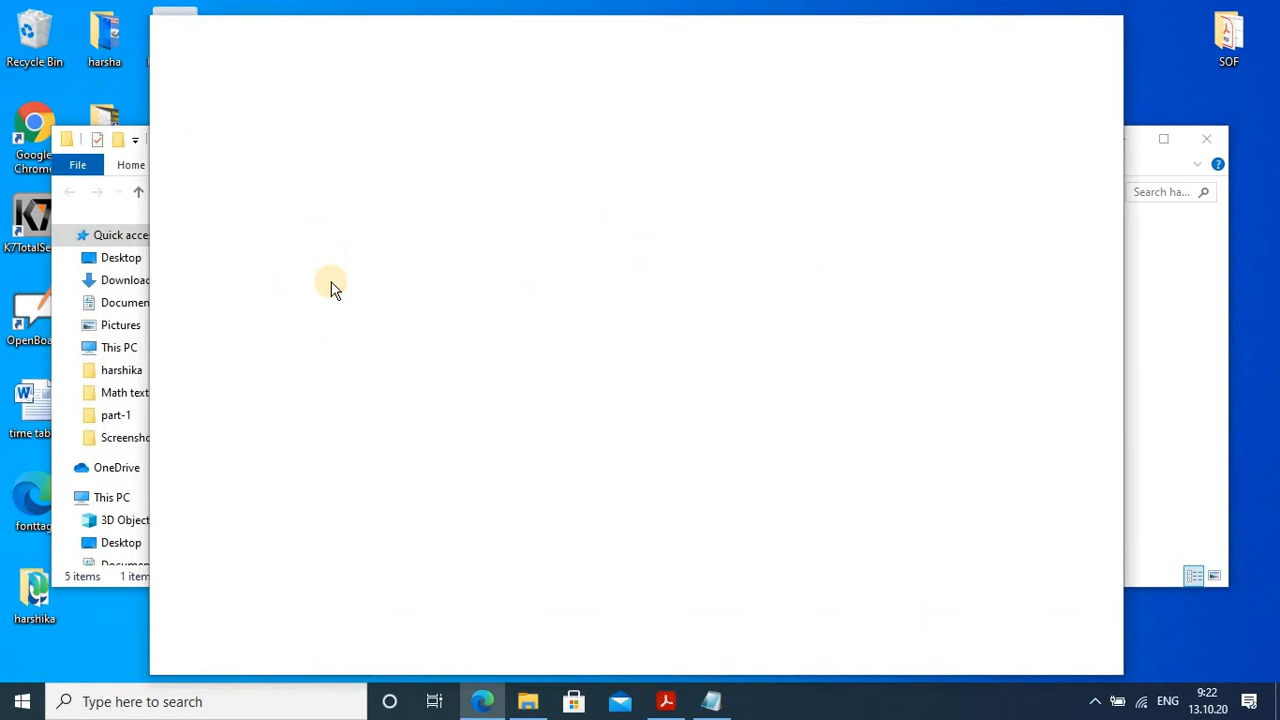 Recycle Bin
harsha
SOF
Google
Chrome
File
Home
Search ha...
K7TotalSe
Quick acce
Desktop
Download
Documen
Pictures
OpenBoa
This PC
harshika
Math text
part-1
time tab
Screensho
OneDrive
This PC
3D Object
fonttag
Desktop
5 items
1 item
harshika
Type here to search
ENG
9:22
13.10.20